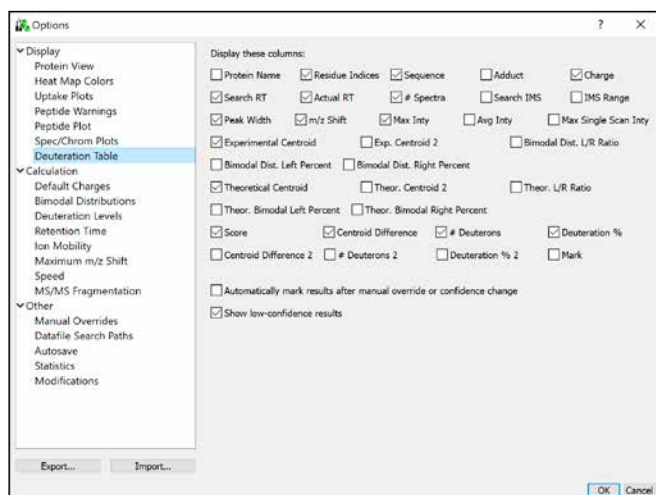 Options
Display
Protein View
Heat Map Colors
Uptake Plots
Peptide Warnings
Peptide Plot
Spec/Chrom Plots
Deuteration Table
Calculation
Default Charges
Bimodal Distributions
Deuteration Levels
Retention Time
Ion Mobility
Maximum m/z Shift
Speed
MS/MS Fragmentation
Other
Manual Overrides
Datafile Search Paths
Autosave
Statistics
Modifications
Export... Import...
Display these columns:
Protein Name Residue Indices Sequence Adduct Charge
Search RT Actual RT # Spectra Search IMS IMS Range
Peak Width m/z Shift Max Inty Avg Inty Max Single Scan Inty
Experimental Centroid Exp. Centroid 2 Bimodal Dist. L/R Ratio
Bimodal Dist. Left Percent Bimodal Dist. Right Percent
Theoretical Centroid Theor. Centroid 2 Theor. L/R Ratio
Theor. Bimodal Left Percent Theor. Bimodal Right Percent
Score Centroid Difference # Deuterons Deuteration %
Centroid Difference 2 # Deuterons 2 Deuteration % 2 Mark
Automatically mark results after manual override or confidence change
Show low-confidence results
OK Cancel